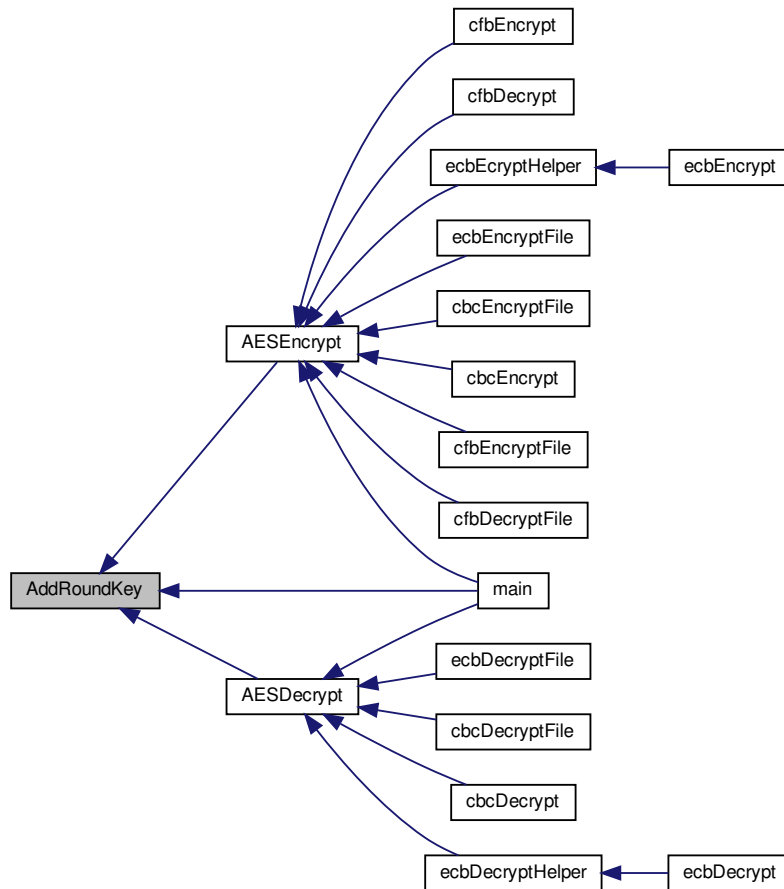 cfbEncrypt
cfbDecrypt
ecbEcryptHelper
ecbEncrypt
ecbEncryptFile
cbcEncryptFile
AESEncrypt
cbcEncrypt
cfbEncryptFile
cfbDecryptFile
AddRoundKey
main
ecbDecryptFile
AESDecrypt
cbcDecryptFile
cbcDecrypt
ecbDecryptHelper
ecbDecrypt